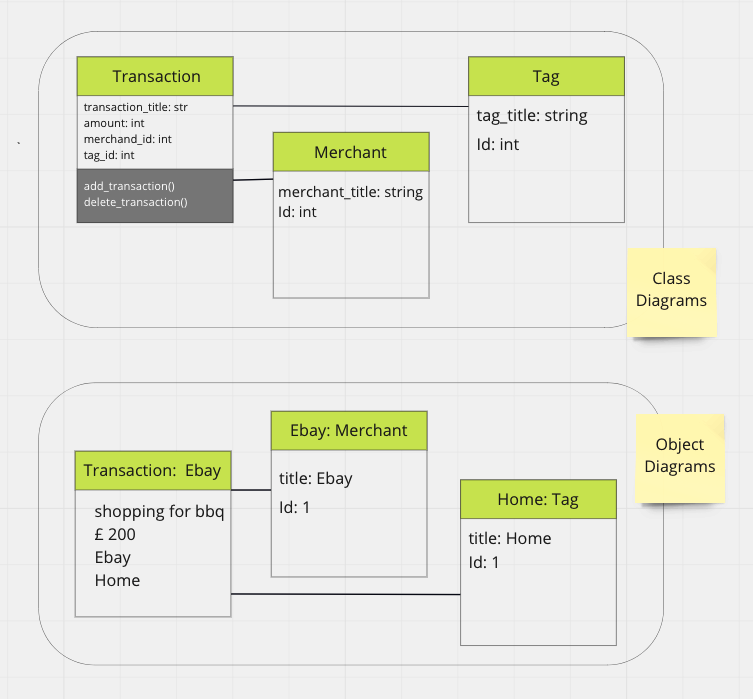 Transaction
transaction_title: str
amount: int
merchand_id: int
tag_id: int
add_transaction()
delete_transaction()
Merchant
merchant_title: string
Id: int
Tag
tag_title: string
Id: int
Class
Diagrams
Transaction:  Ebay
shopping for bbq
£ 200
Ebay
Home
Ebay: Merchant
title: Ebay
Id: 1
Home: Tag
title: Home
Id: 1
Object
Diagrams